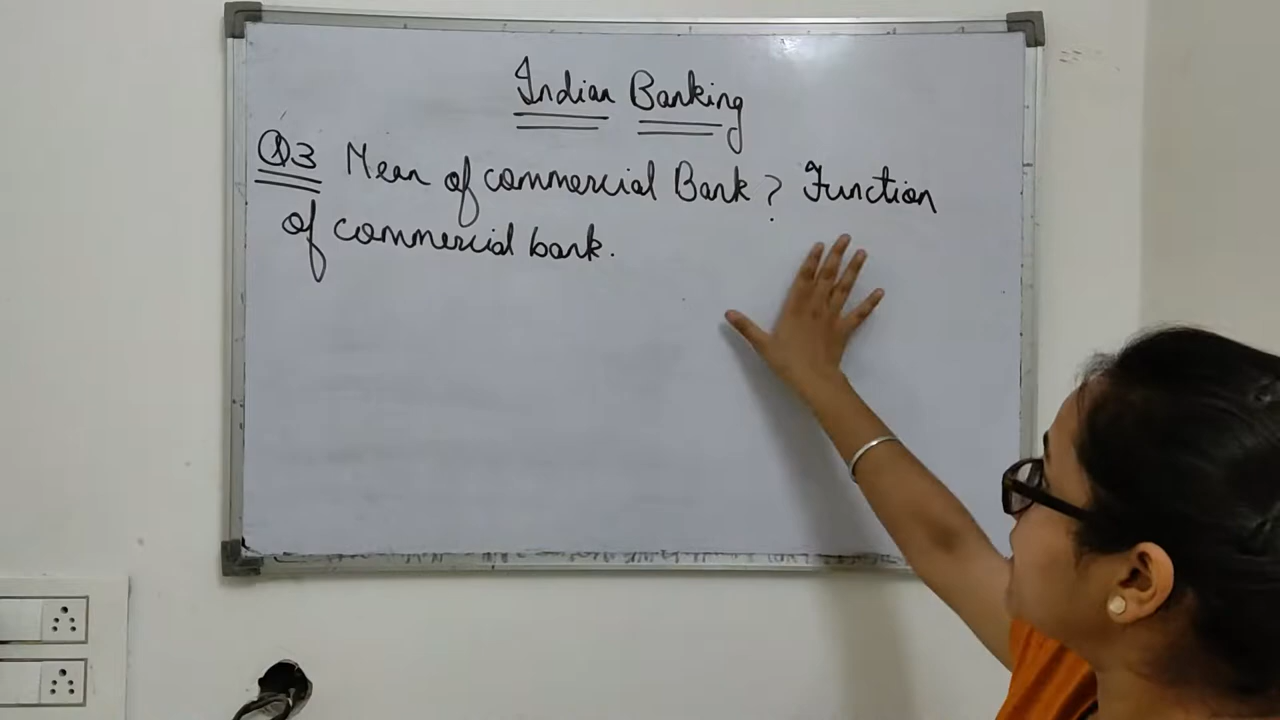 Indian Banking
Q3 Mean of commercial Bank? Function
of commercial bank.